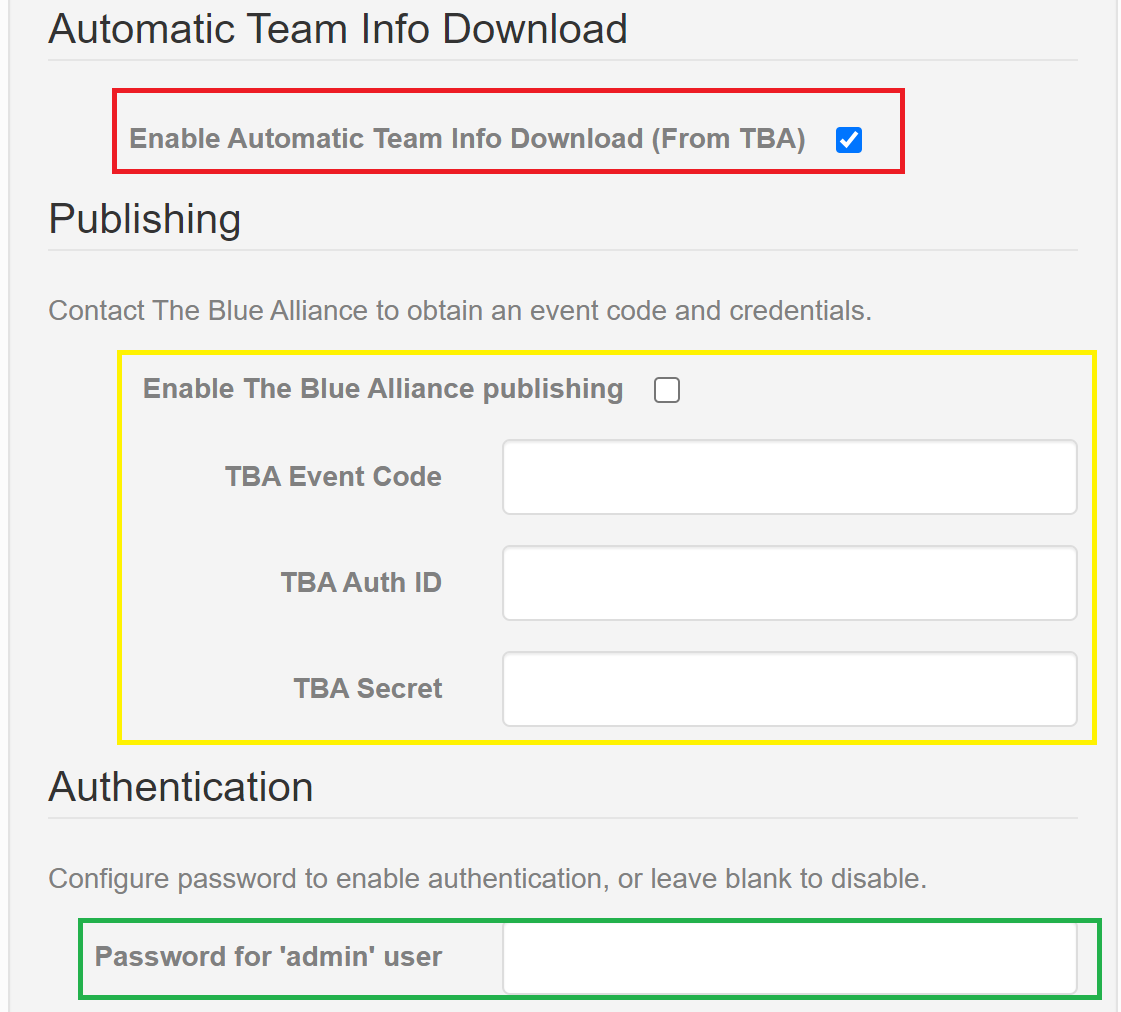 Automatic Team Info Download
Enable Automatic Team Info Download (From TBA)
Publishing
Contact The Blue Alliance to obtain an event code and credentials.
Enable The Blue Alliance publishing
TBA Event Code
TBA Auth ID
TBA Secret
Authentication
Configure password to enable authentication, or leave blank to disable.
Password for 'admin' user